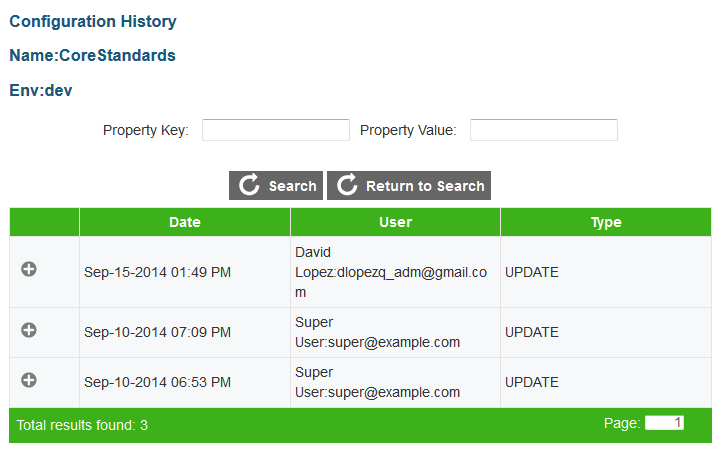 Configuration History
Name:CoreStandards
Env:dev
Property Key: Property Value:
Search Return to Search
Date User Type
Sep-15-2014 01:49 PM David
Lopez:dlopezq_adm@gmail.co
m UPDATE
Sep-10-2014 07:09 PM Super
User:super@example.com UPDATE
Sep-10-2014 06:53 PM Super
User:super@example.com UPDATE
Total results found: 3 Page: 1